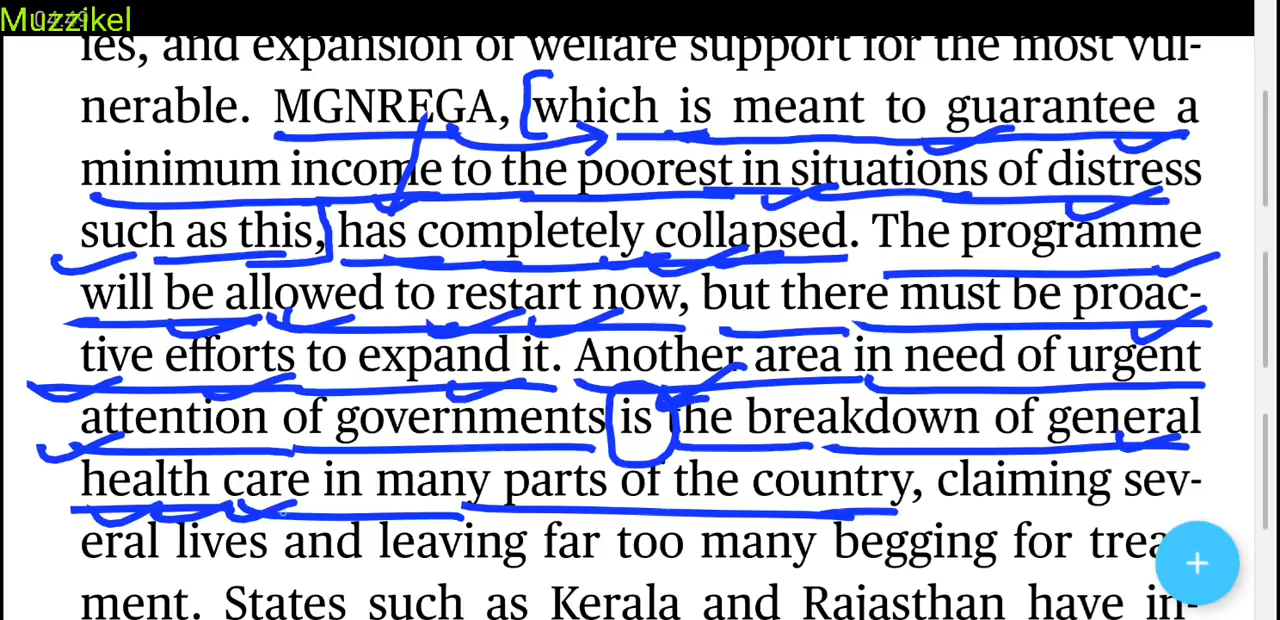 Muzzikel
04:49
ies, and expansion of welfare support for the most vul-
nerable. MGNREGA, which is meant to guarantee a
minimum income to the poorest in situations of distress
such as this, has completely collapsed. The programme
will be allowed to restart now, but there must be proac-
tive efforts to expand it. Another area in need of urgent
attention of governments is the breakdown of general
health care in many parts of the country, claiming sev-
eral lives and leaving far too many begging for treat-
ment. States such as Kerala and Rajasthan have in-